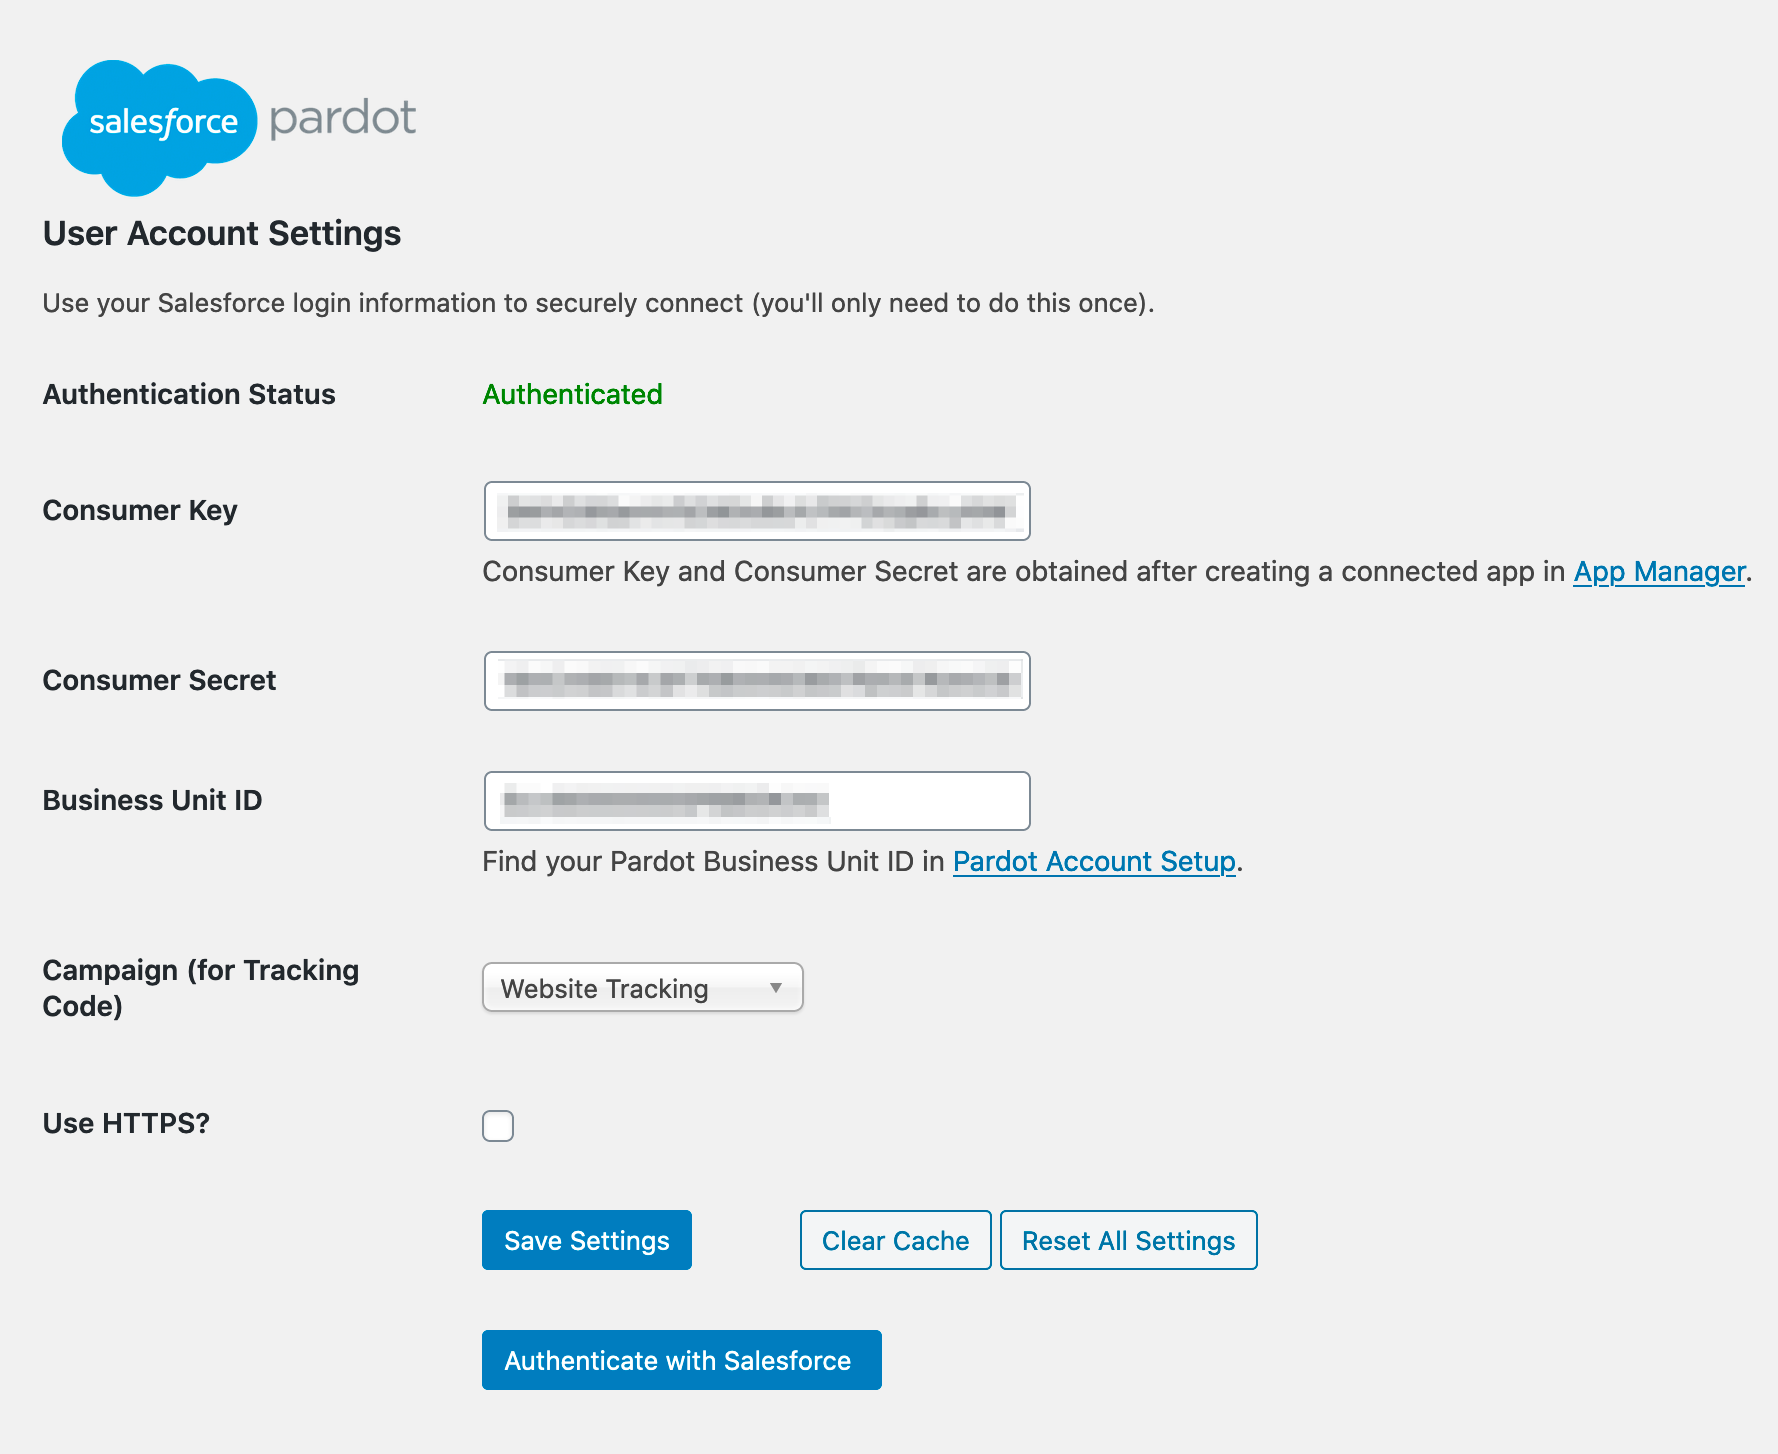 salesforce pardot
User Account Settings
Use your Salesforce login information to securely connect (you'll only need to do this once).
Authentication Status Authenticated
Consumer Key
Consumer Key and Consumer Secret are obtained after creating a connected app in App Manager.
Consumer Secret
Business Unit ID
Find your Pardot Business Unit ID in Pardot Account Setup.
Campaign (for Tracking
Code)
Website Tracking
Use HTTPS?
Save Settings Clear Cache Reset All Settings
Authenticate with Salesforce